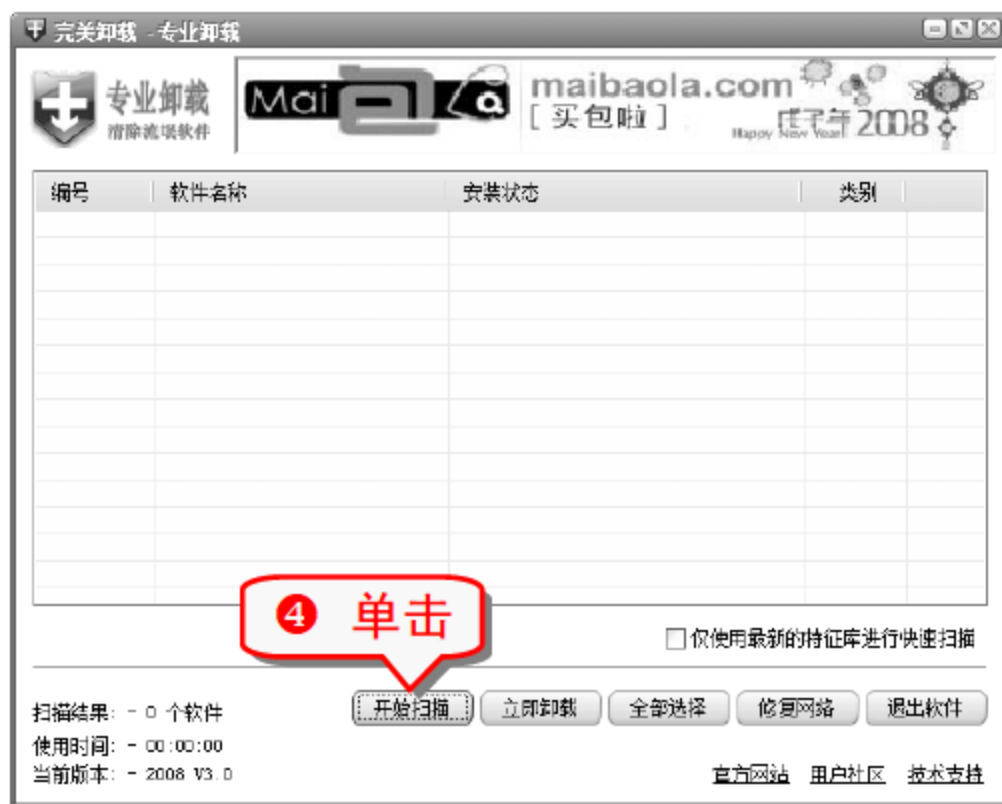 完美卸载 - 专业卸载
专业卸载
清除流氓软件
Mai
maibaola.com
[ 买包啦 ]
Happy New Year
戊子年 2008
编号 软件名称 安装状态 类别
❹ 单击
仅使用最新的特征库进行快速扫描
开始扫描 立即卸载 全部选择 修复网络 退出软件
扫描结果: - 0 个软件
使用时间: - 00:00:00
当前版本: - 2008 V3.0
官方网站 用户社区 技术支持